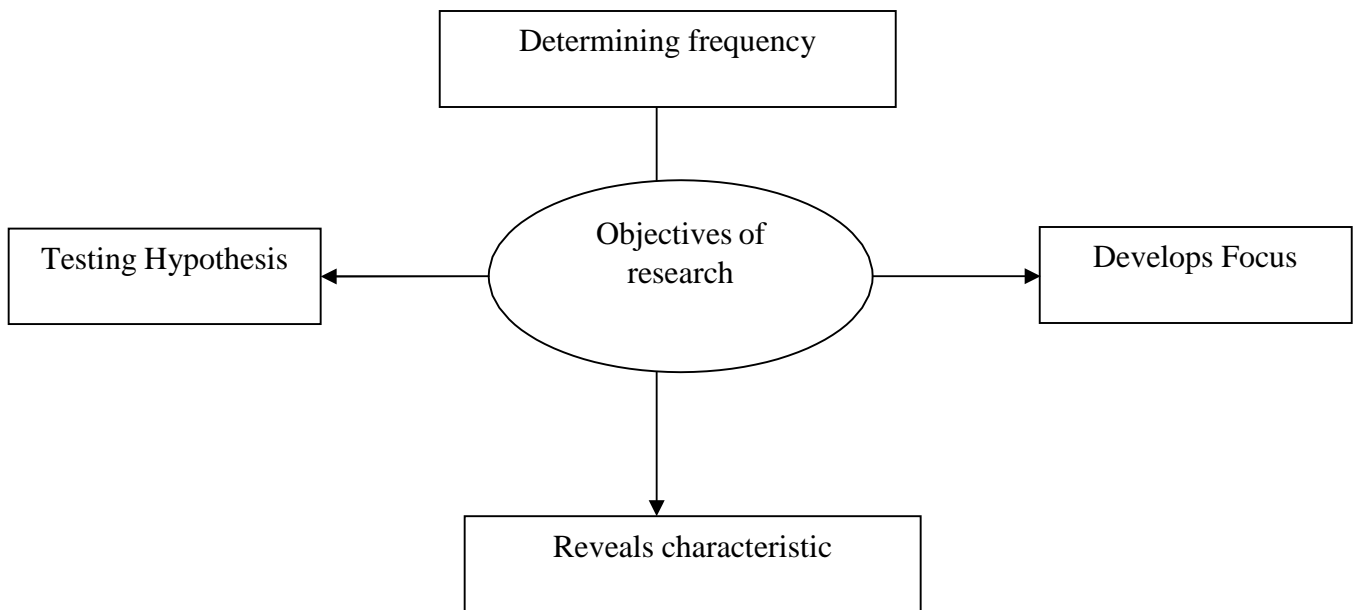 Determining frequency
Objectives of
research
Testing Hypothesis
Develops Focus
Reveals characteristic